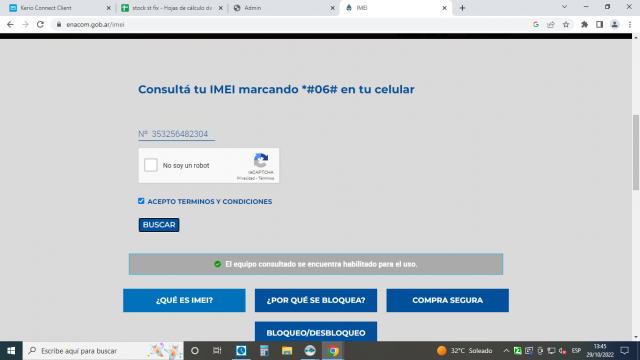 Kerio Connect Client
stock st fix - Hojas de cálculo de
Admin
IMEI
enacom.gob.ar/imei
Consultá tu IMEI marcando *#06# en tu celular
Nº 353256482304
No soy un robot
reCAPTCHA
Privacidad - Términos
ACEPTO TERMINOS Y CONDICIONES
BUSCAR
El equipo consultado se encuentra habilitado para el uso.
¿QUÉ ES IMEI?
¿POR QUÉ SE BLOQUEA?
COMPRA SEGURA
BLOQUEO/DESBLOQUEO
Escribe aquí para buscar
32°C Soleado
ESP
13:45
29/10/2022